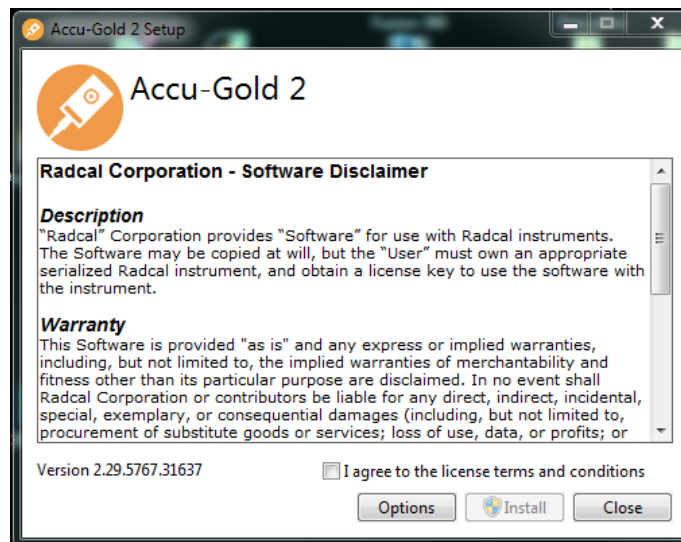 Accu-Gold 2 Setup
Accu-Gold 2
Radcal Corporation - Software Disclaimer
Description
"Radcal" Corporation provides "Software" for use with Radcal instruments.
The Software may be copied at will, but the "User" must own an appropriate
serialized Radcal instrument, and obtain a license key to use the software with
the instrument.
Warranty
This Software is provided "as is" and any express or implied warranties,
including, but not limited to, the implied warranties of merchantability and
fitness other than its particular purpose are disclaimed. In no event shall
Radcal Corporation or contributors be liable for any direct, indirect, incidental,
special, exemplary, or consequential damages (including, but not limited to,
procurement of substitute goods or services; loss of use, data, or profits; or
Version 2.29.5767.31637
I agree to the license terms and conditions
Options
Install
Close